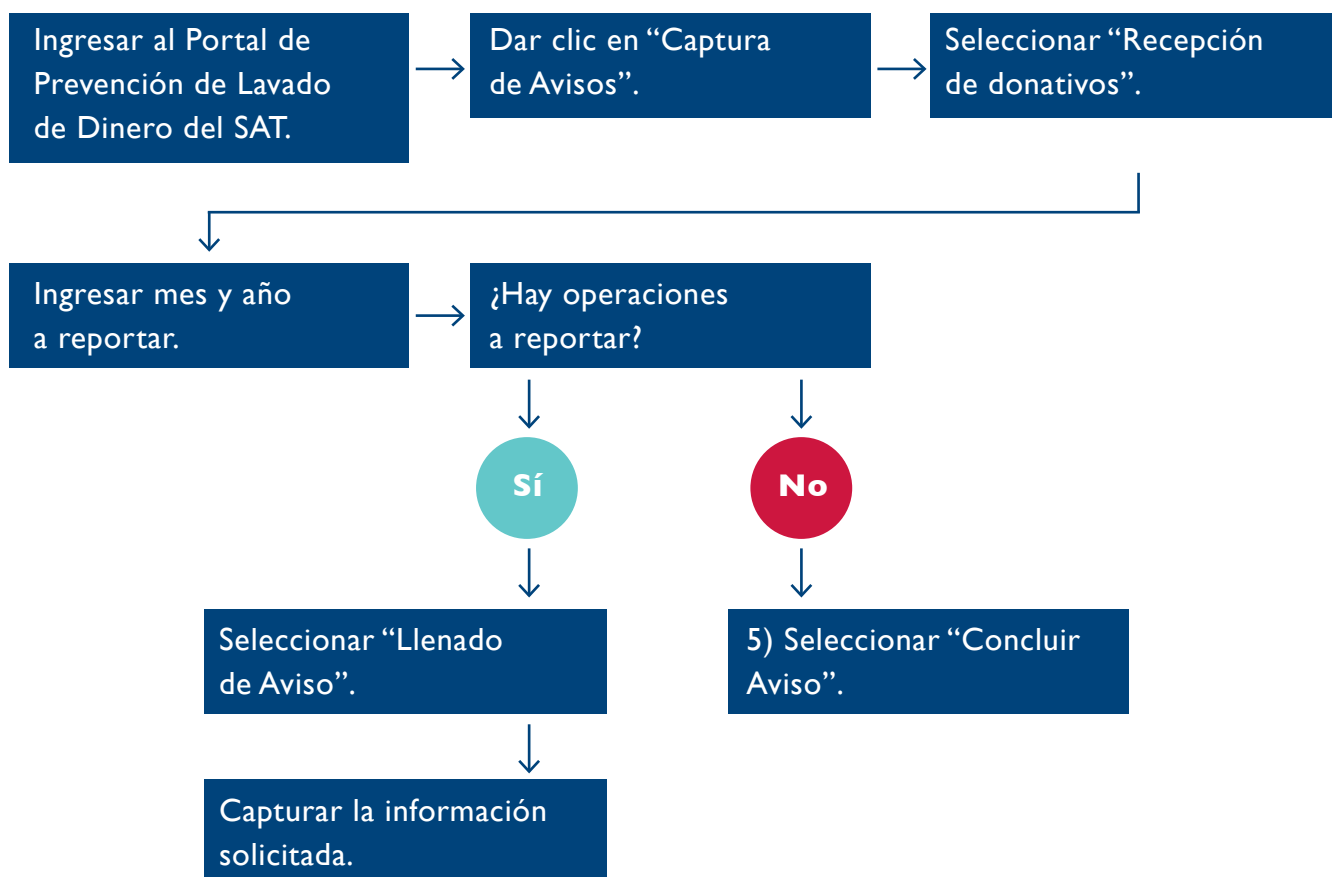 Ingresar al Portal de
Prevención de Lavado
de Dinero del SAT.
Dar clic en “Captura
de Avisos”.
Seleccionar “Recepción
de donativos”.
Ingresar mes y año
a reportar.
¿Hay operaciones
a reportar?
Sí
No
Seleccionar “Llenado
de Aviso”.
5) Seleccionar “Concluir
Aviso”.
Capturar la información
solicitada.